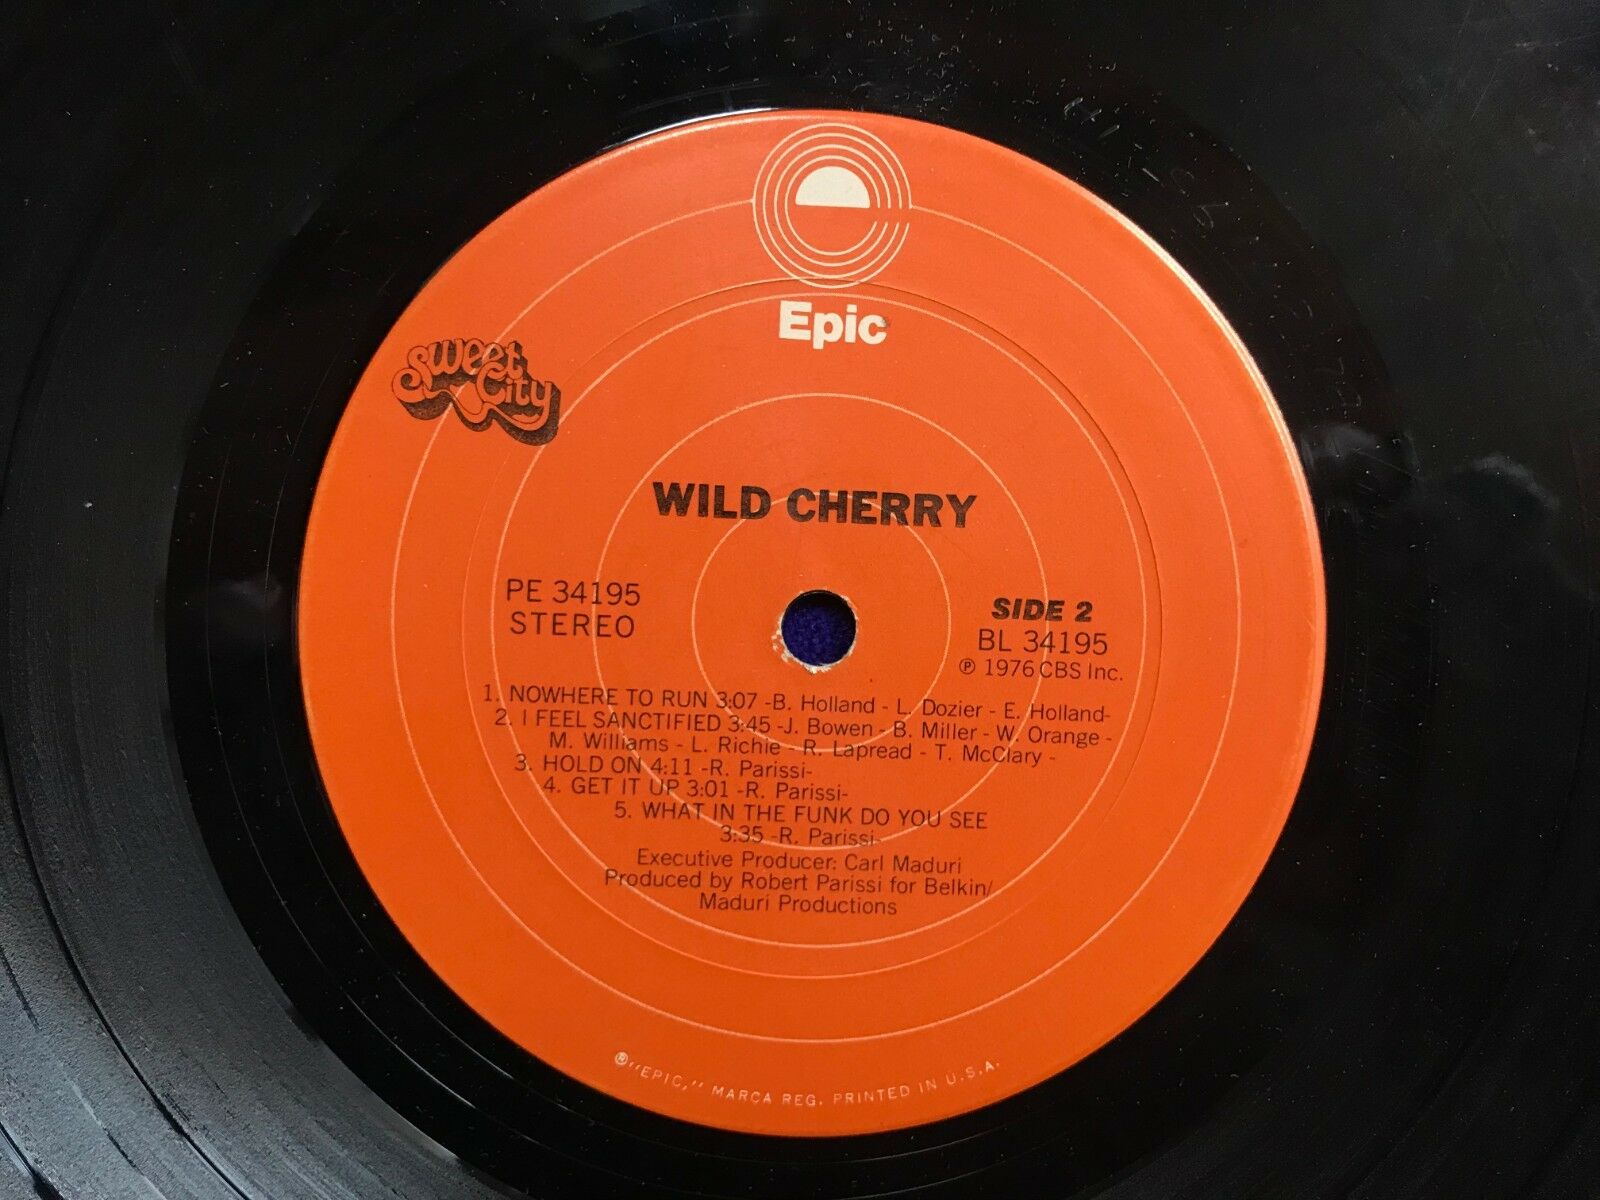 Epic
Sweet City
WILD CHERRY
PE 34195
STEREO
SIDE 2
BL 34195
℗ 1976 CBS Inc.
1. NOWHERE TO RUN 3:07 -B. Holland - L. Dozier - E. Holland-
2. I FEEL SANCTIFIED 3:45 -J. Bowen - B. Miller - W. Orange -
M. Williams - L. Richie - R. Lapread - T. McClary -
3. HOLD ON 4:11 -R. Parissi-
4. GET IT UP 3:01 -R. Parissi-
5. WHAT IN THE FUNK DO YOU SEE
3:35 -R. Parissi-
Executive Producer: Carl Maduri
Produced by Robert Parissi for Belkin/
Maduri Productions
® "EPIC," MARCA REG. PRINTED IN U.S.A.